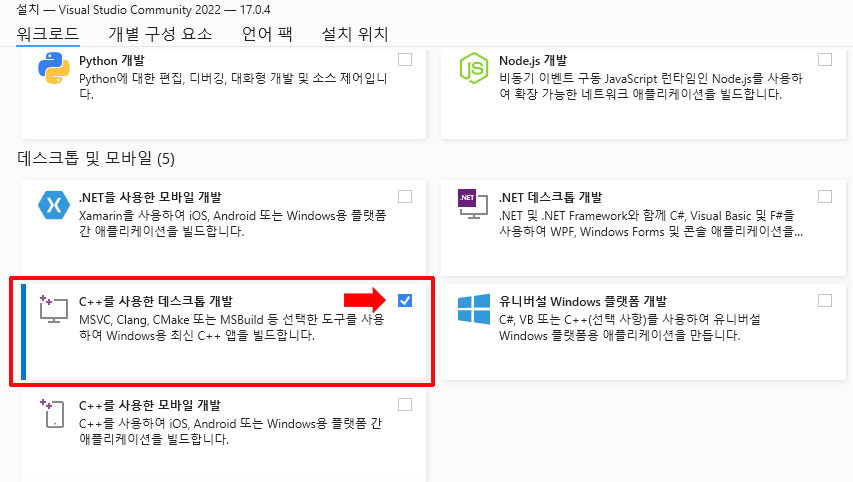 설치 — Visual Studio Community 2022 — 17.0.4
워크로드 개별 구성 요소 언어 팩 설치 위치
Python 개발
Python에 대한 편집, 디버깅, 대화형 개발 및 소스 제어입니
다.
Node.js 개발
비동기 이벤트 구동 JavaScript 런타임인 Node.js를 사용하
여 확장 가능한 네트워크 애플리케이션을 빌드합니다.
데스크톱 및 모바일 (5)
.NET을 사용한 모바일 개발
Xamarin을 사용하여 iOS, Android 또는 Windows용 플랫폼
간 애플리케이션을 빌드합니다.
.NET
.NET 데스크톱 개발
.NET 및 .NET Framework와 함께 C#, Visual Basic 및 F#을
사용하여 WPF, Windows Forms 및 콘솔 애플리케이션을...
C++를 사용한 데스크톱 개발
MSVC, Clang, CMake 또는 MSBuild 등 선택한 도구를 사용
하여 Windows용 최신 C++ 앱을 빌드합니다.
유니버설 Windows 플랫폼 개발
C#, VB 또는 C++(선택 사항)를 사용하여 유니버설
Windows 플랫폼용 애플리케이션을 만듭니다.
C++를 사용한 모바일 개발
C++를 사용하여 iOS, Android 또는 Windows용 플랫폼 간
애플리케이션을 빌드합니다.